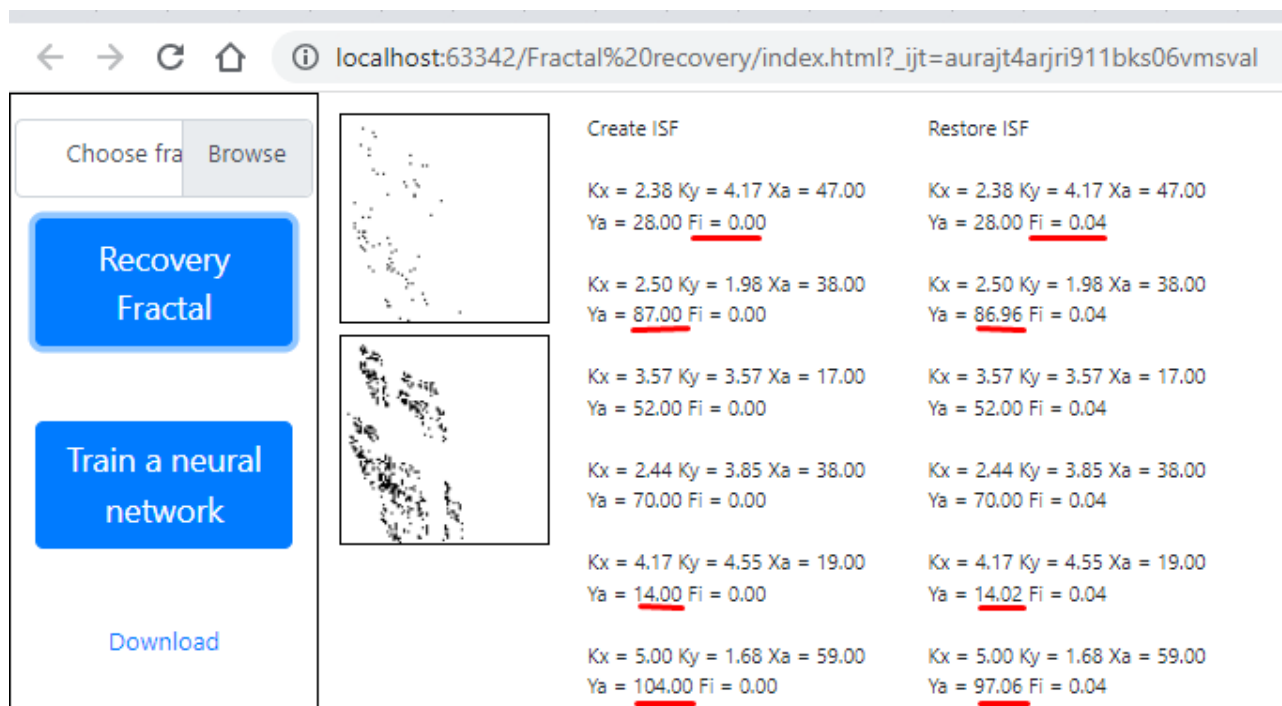 localhost:63342/Fractal%20recovery/index.html?_ijt=aurajt4arjri911bks06vmsval
Choose fra Browse
Recovery
Fractal
Train a neural
network
Download
Create ISF
Kx = 2.38 Ky = 4.17 Xa = 47.00
Ya = 28.00 Fi = 0.00
Kx = 2.50 Ky = 1.98 Xa = 38.00
Ya = 87.00 Fi = 0.00
Kx = 3.57 Ky = 3.57 Xa = 17.00
Ya = 52.00 Fi = 0.00
Kx = 2.44 Ky = 3.85 Xa = 38.00
Ya = 70.00 Fi = 0.00
Kx = 4.17 Ky = 4.55 Xa = 19.00
Ya = 14.00 Fi = 0.00
Kx = 5.00 Ky = 1.68 Xa = 59.00
Ya = 104.00 Fi = 0.00
Restore ISF
Kx = 2.38 Ky = 4.17 Xa = 47.00
Ya = 28.00 Fi = 0.04
Kx = 2.50 Ky = 1.98 Xa = 38.00
Ya = 86.96 Fi = 0.04
Kx = 3.57 Ky = 3.57 Xa = 17.00
Ya = 52.00 Fi = 0.04
Kx = 2.44 Ky = 3.85 Xa = 38.00
Ya = 70.00 Fi = 0.04
Kx = 4.17 Ky = 4.55 Xa = 19.00
Ya = 14.02 Fi = 0.04
Kx = 5.00 Ky = 1.68 Xa = 59.00
Ya = 97.06 Fi = 0.04